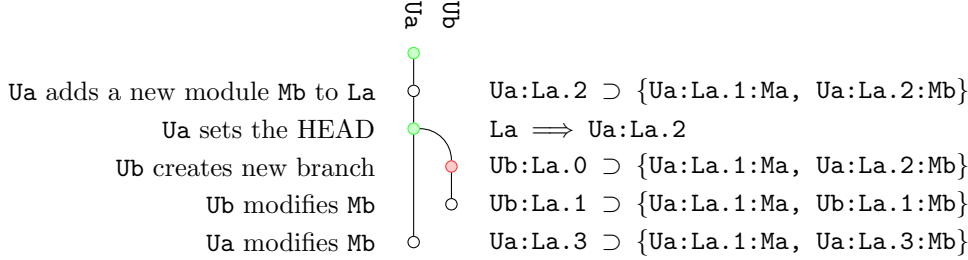 Ua Ub
Ua adds a new module Mb to La Ua:La.2 ⊃ {Ua:La.1:Ma, Ua:La.2:Mb}
Ua sets the HEAD La ⟹ Ua:La.2
Ub creates new branch Ub:La.0 ⊃ {Ua:La.1:Ma, Ua:La.2:Mb}
Ub modifies Mb Ub:La.1 ⊃ {Ua:La.1:Ma, Ub:La.1:Mb}
Ua modifies Mb Ua:La.3 ⊃ {Ua:La.1:Ma, Ua:La.3:Mb}